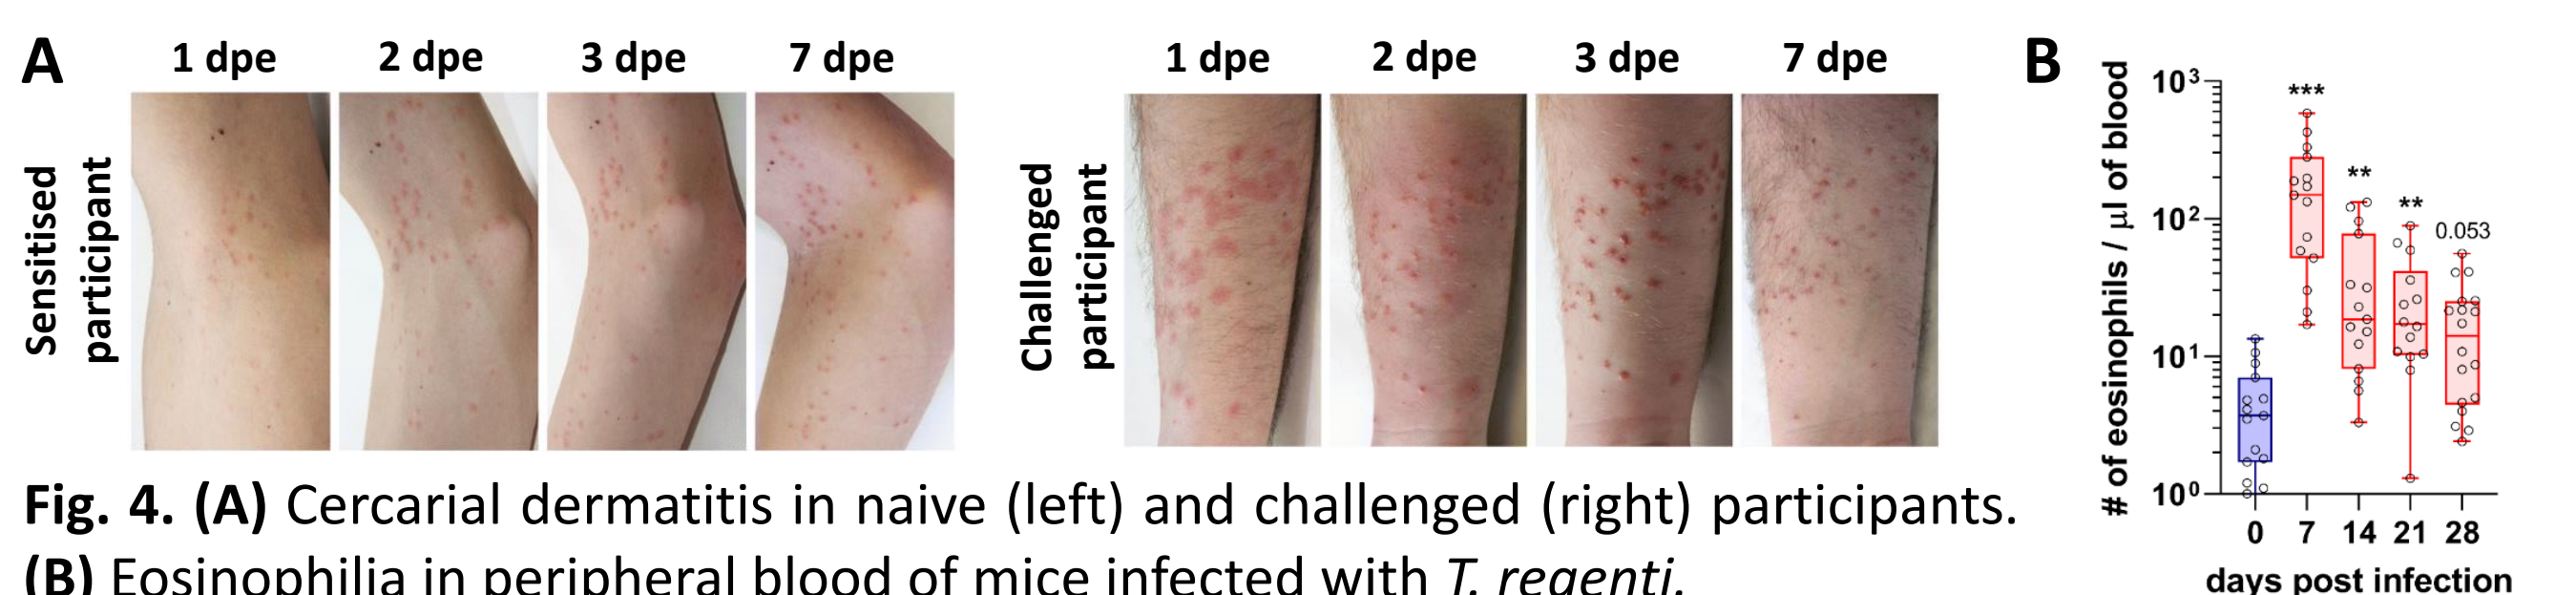 A
1 dpe 2 dpe 3 dpe 7 dpe
Sensitised
participant
1 dpe 2 dpe 3 dpe 7 dpe
Challenged
participant
B
# of eosinophils / μl of blood
10³
10²
10¹
10⁰
***
**
**
0.053
0 7 14 21 28
days post infection
Fig. 4. (A) Cercarial dermatitis in naive (left) and challenged (right) participants.
(B) Eosinophilia in peripheral blood of mice infected with T. regenti.